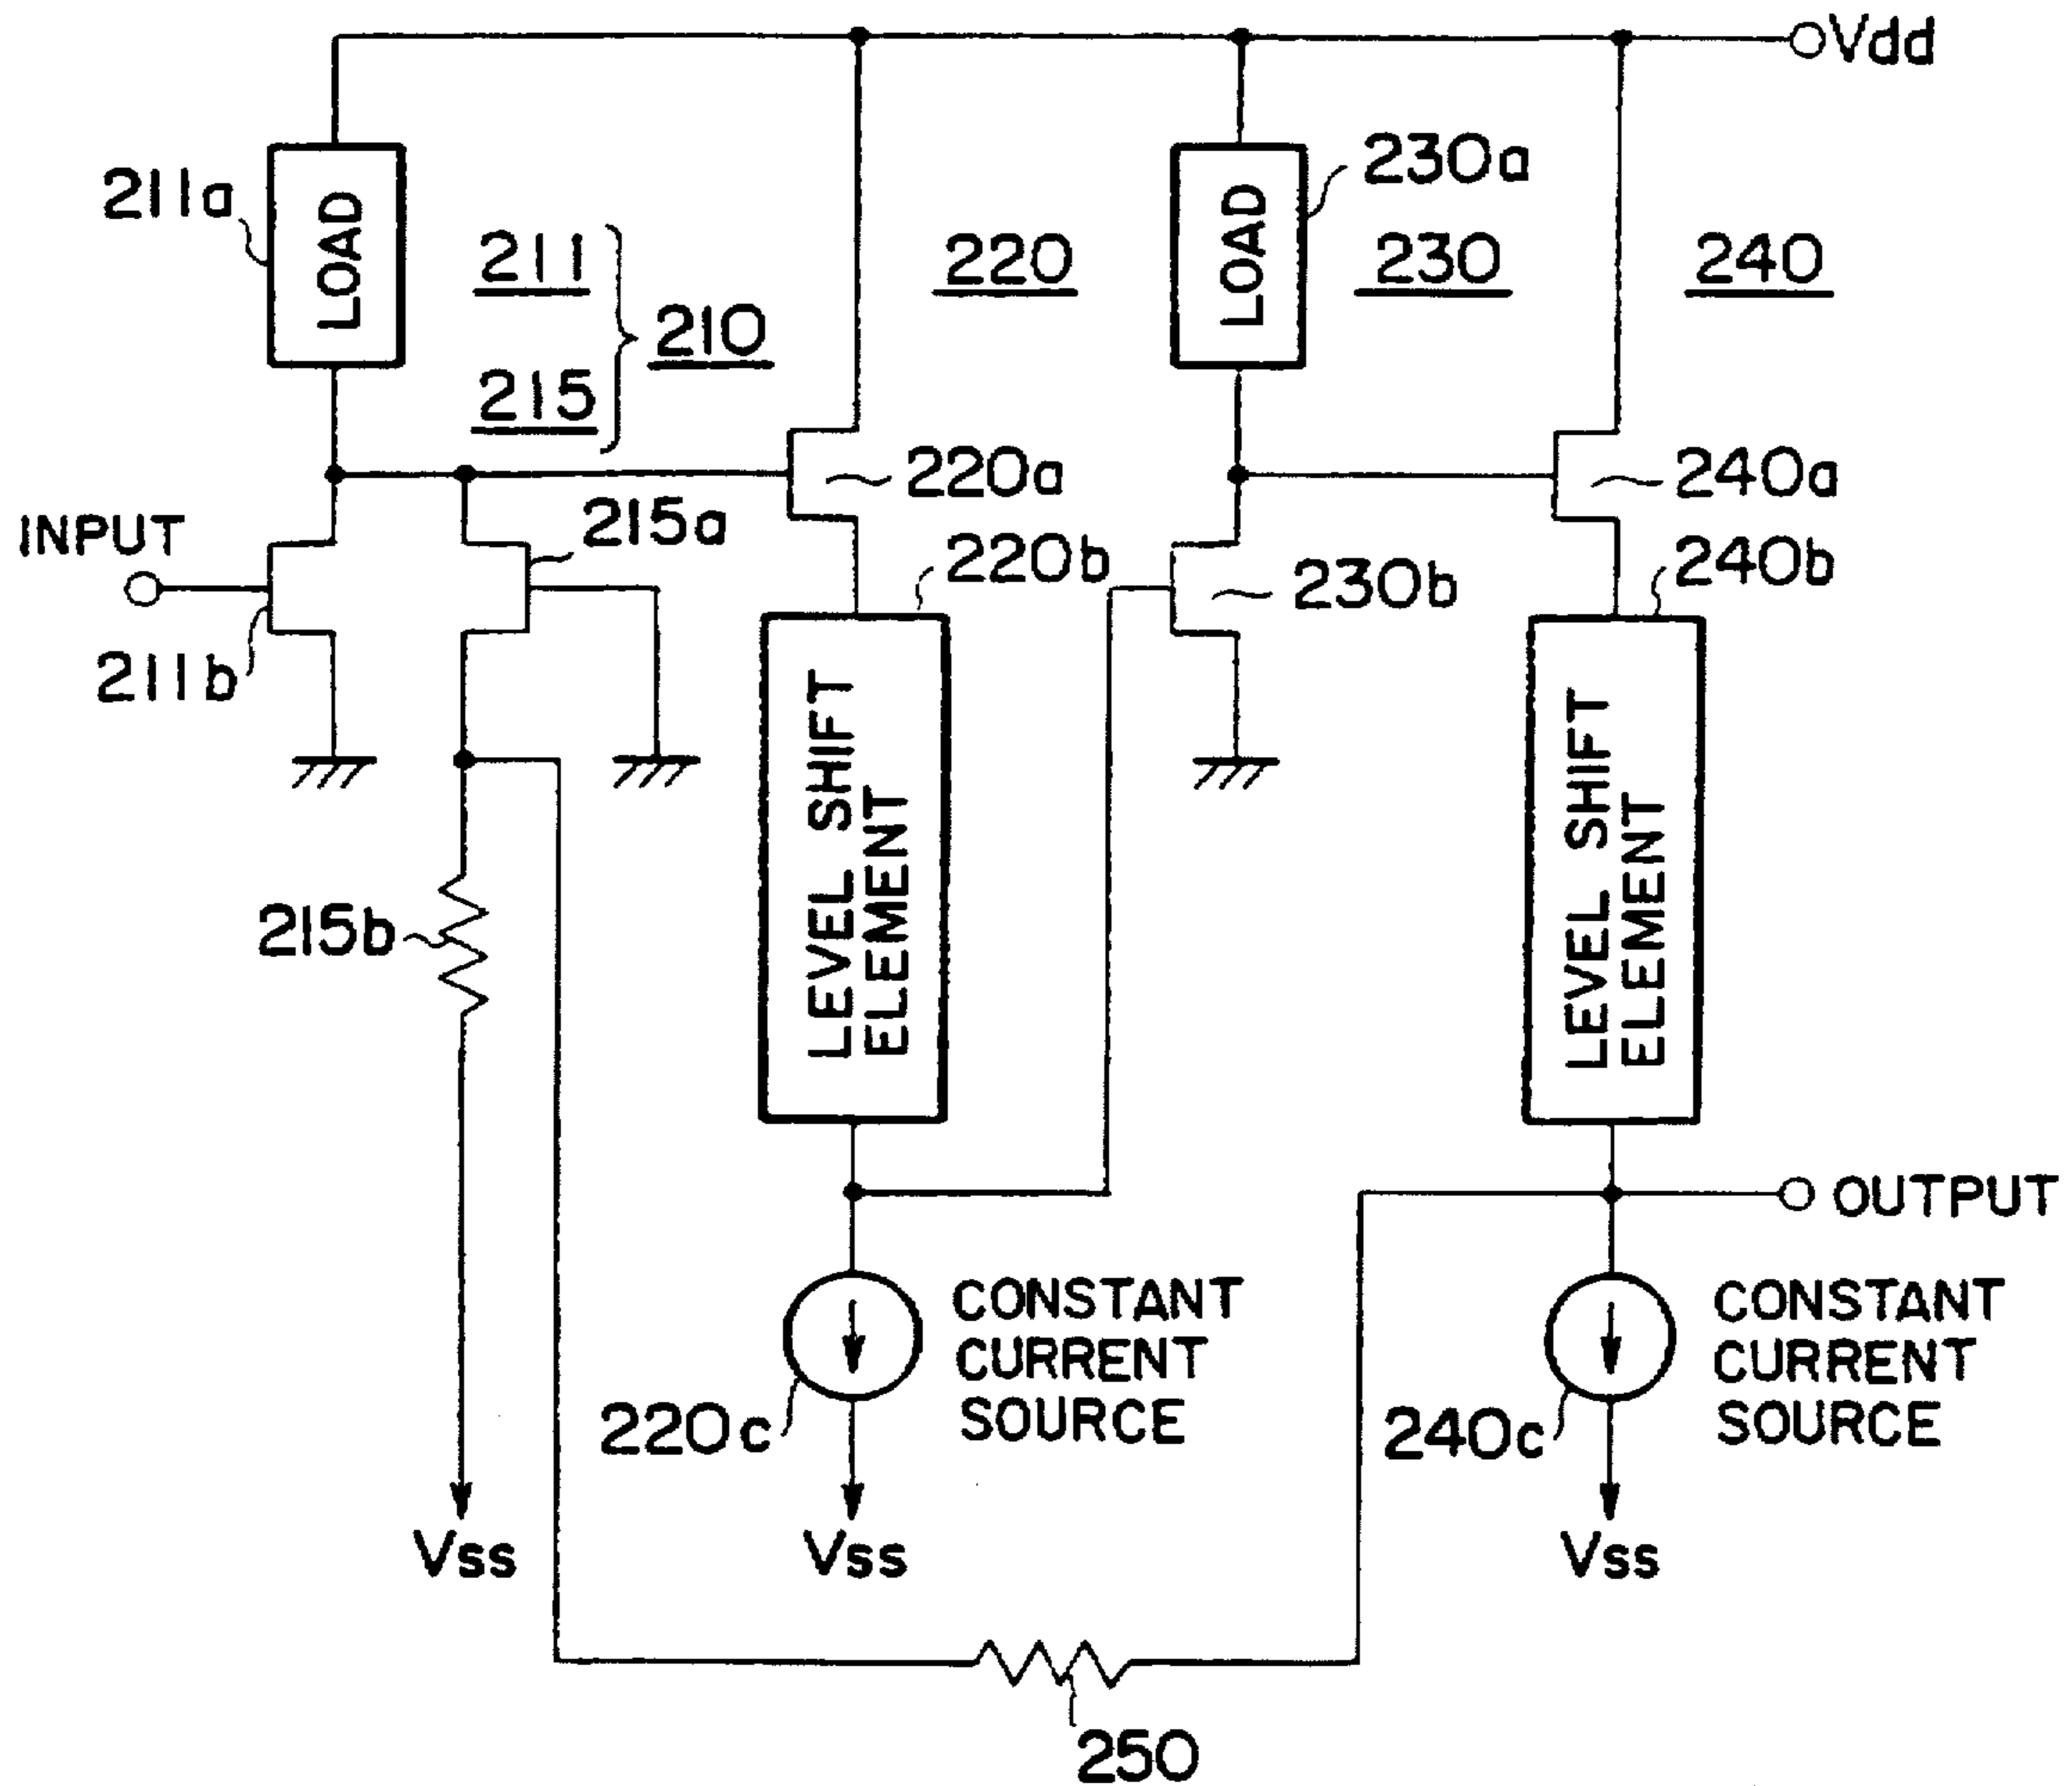 Vdd
211a
LOAD
211
215
210
220
LOAD
230a
230
240
220a
240a
INPUT
215a
220b
230b
240b
211b
LEVEL SHIFT
ELEMENT
LEVEL SHIFT
ELEMENT
215b
OUTPUT
CONSTANT
CURRENT
SOURCE
220c
CONSTANT
CURRENT
SOURCE
240c
Vss
Vss
Vss
250